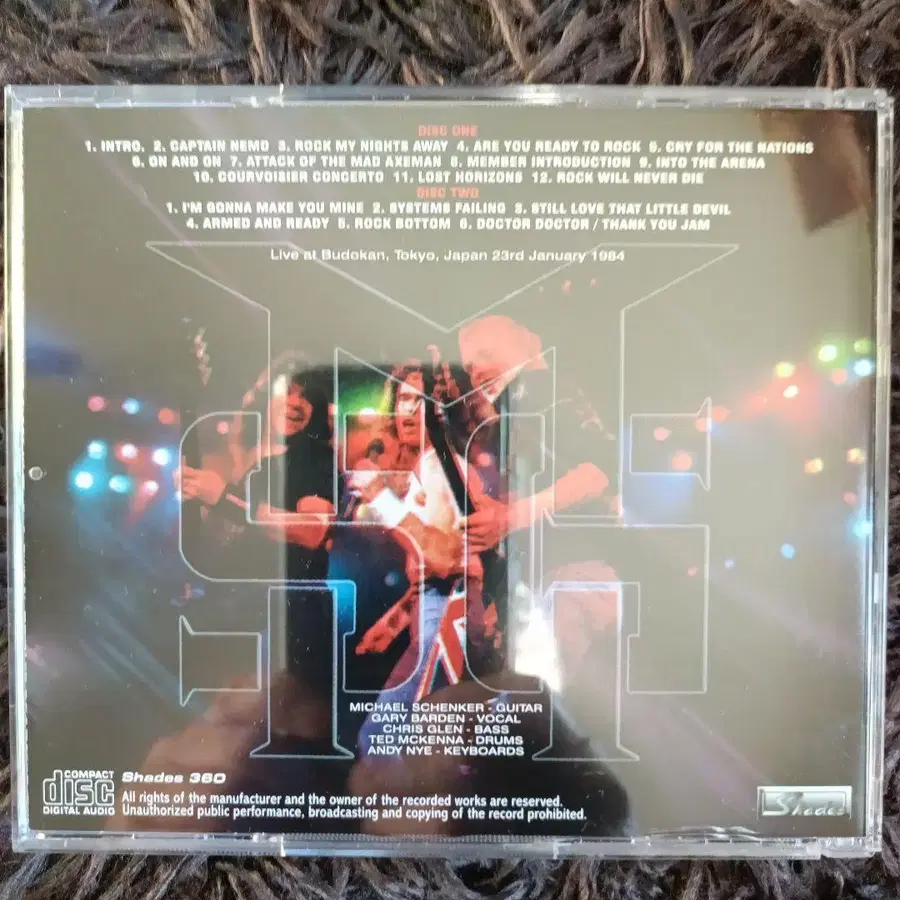 DISC ONE
1. INTRO. 2. CAPTAIN NEMO 3. ROCK MY NIGHTS AWAY 4. ARE YOU READY TO ROCK 5. CRY FOR THE NATIONS
6. ON AND ON 7. ATTACK OF THE MAD AXEMAN 8. MEMBER INTRODUCTION 9. INTO THE ARENA
10. COURVOISIER CONCERTO 11. LOST HORIZONS 12. ROCK WILL NEVER DIE
DISC TWO
1. I'M GONNA MAKE YOU MINE 2. SYSTEMS FAILING 3. STILL LOVE THAT LITTLE DEVIL
4. ARMED AND READY 5. ROCK BOTTOM 6. DOCTOR DOCTOR / THANK YOU JAM
Live at Budokan, Tokyo, Japan 23rd January 1984
MSG
MICHAEL SCHENKER - GUITAR
GARY BARDEN - VOCAL
CHRIS GLEN - BASS
TED MCKENNA - DRUMS
ANDY NYE - KEYBOARDS
COMPACT
disc
DIGITAL AUDIO
Shades 360
All rights of the manufacturer and the owner of the recorded works are reserved.
Unauthorized public performance, broadcasting and copying of the record prohibited.
Shades